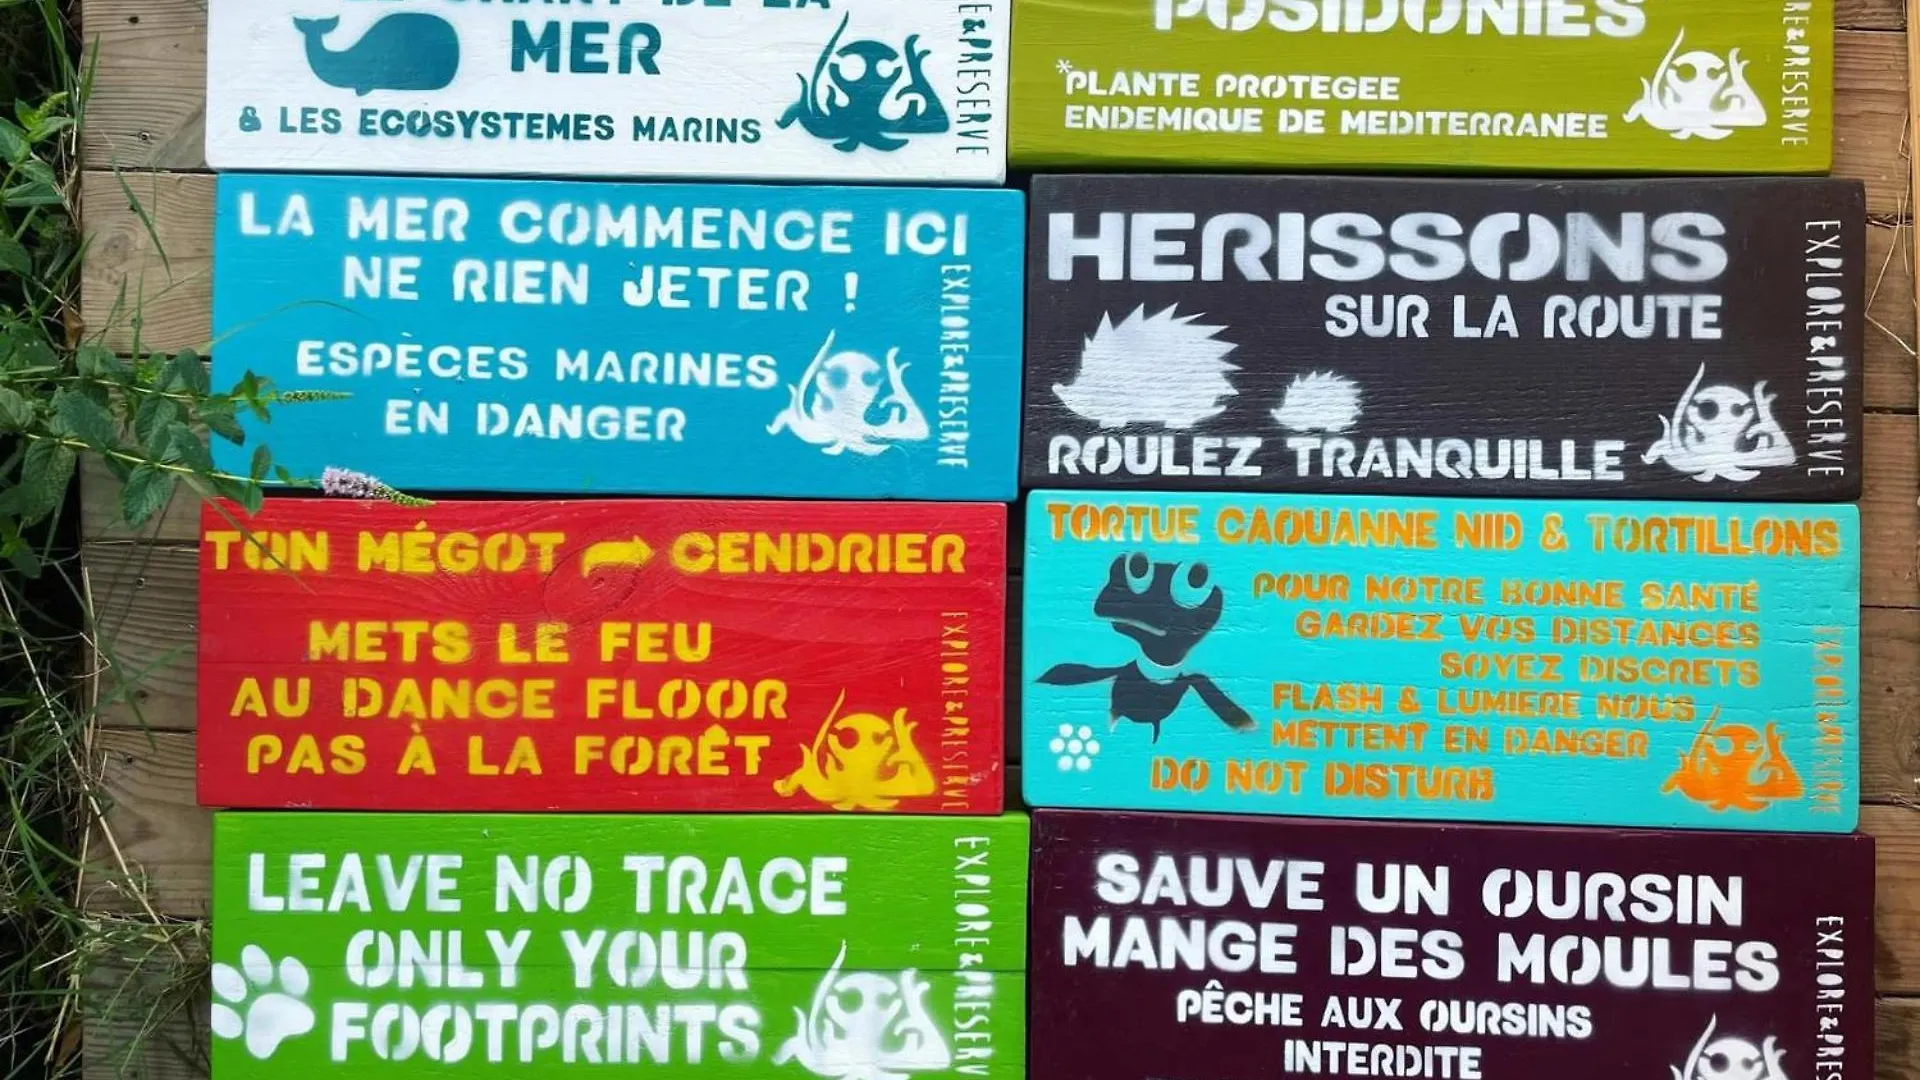 MER
& LES ECOSYSTEMES MARINS
E&PRESERVE
POSIDONIES
*PLANTE PROTEGEE
ENDEMIQUE DE MEDITERRANEE
RE&PRESERVE
LA MER COMMENCE ICI
NE RIEN JETER !
ESPÈCES MARINES
EN DANGER
EXPLORE&PRESERVE
HERISSONS
SUR LA ROUTE
ROULEZ TRANQUILLE
EXPLORE&PRESERVE
TON MÉGOT CENDRIER
METS LE FEU
AU DANCE FLOOR
PAS À LA FORÊT
EXPLORE&PRESERVE
TORTUE CAOUANNE NID & TORTILLONS
POUR NOTRE BONNE SANTÉ
GARDEZ VOS DISTANCES
SOYEZ DISCRETS
FLASH & LUMIERE NOUS
METTENT EN DANGER
DO NOT DISTURB
EXPLORE&PRESERVE
LEAVE NO TRACE
ONLY YOUR
FOOTPRINTS
EXPLORE&PRESERV
SAUVE UN OURSIN
MANGE DES MOULES
PÊCHE AUX OURSINS
INTERDITE
EXPLORE&PRES